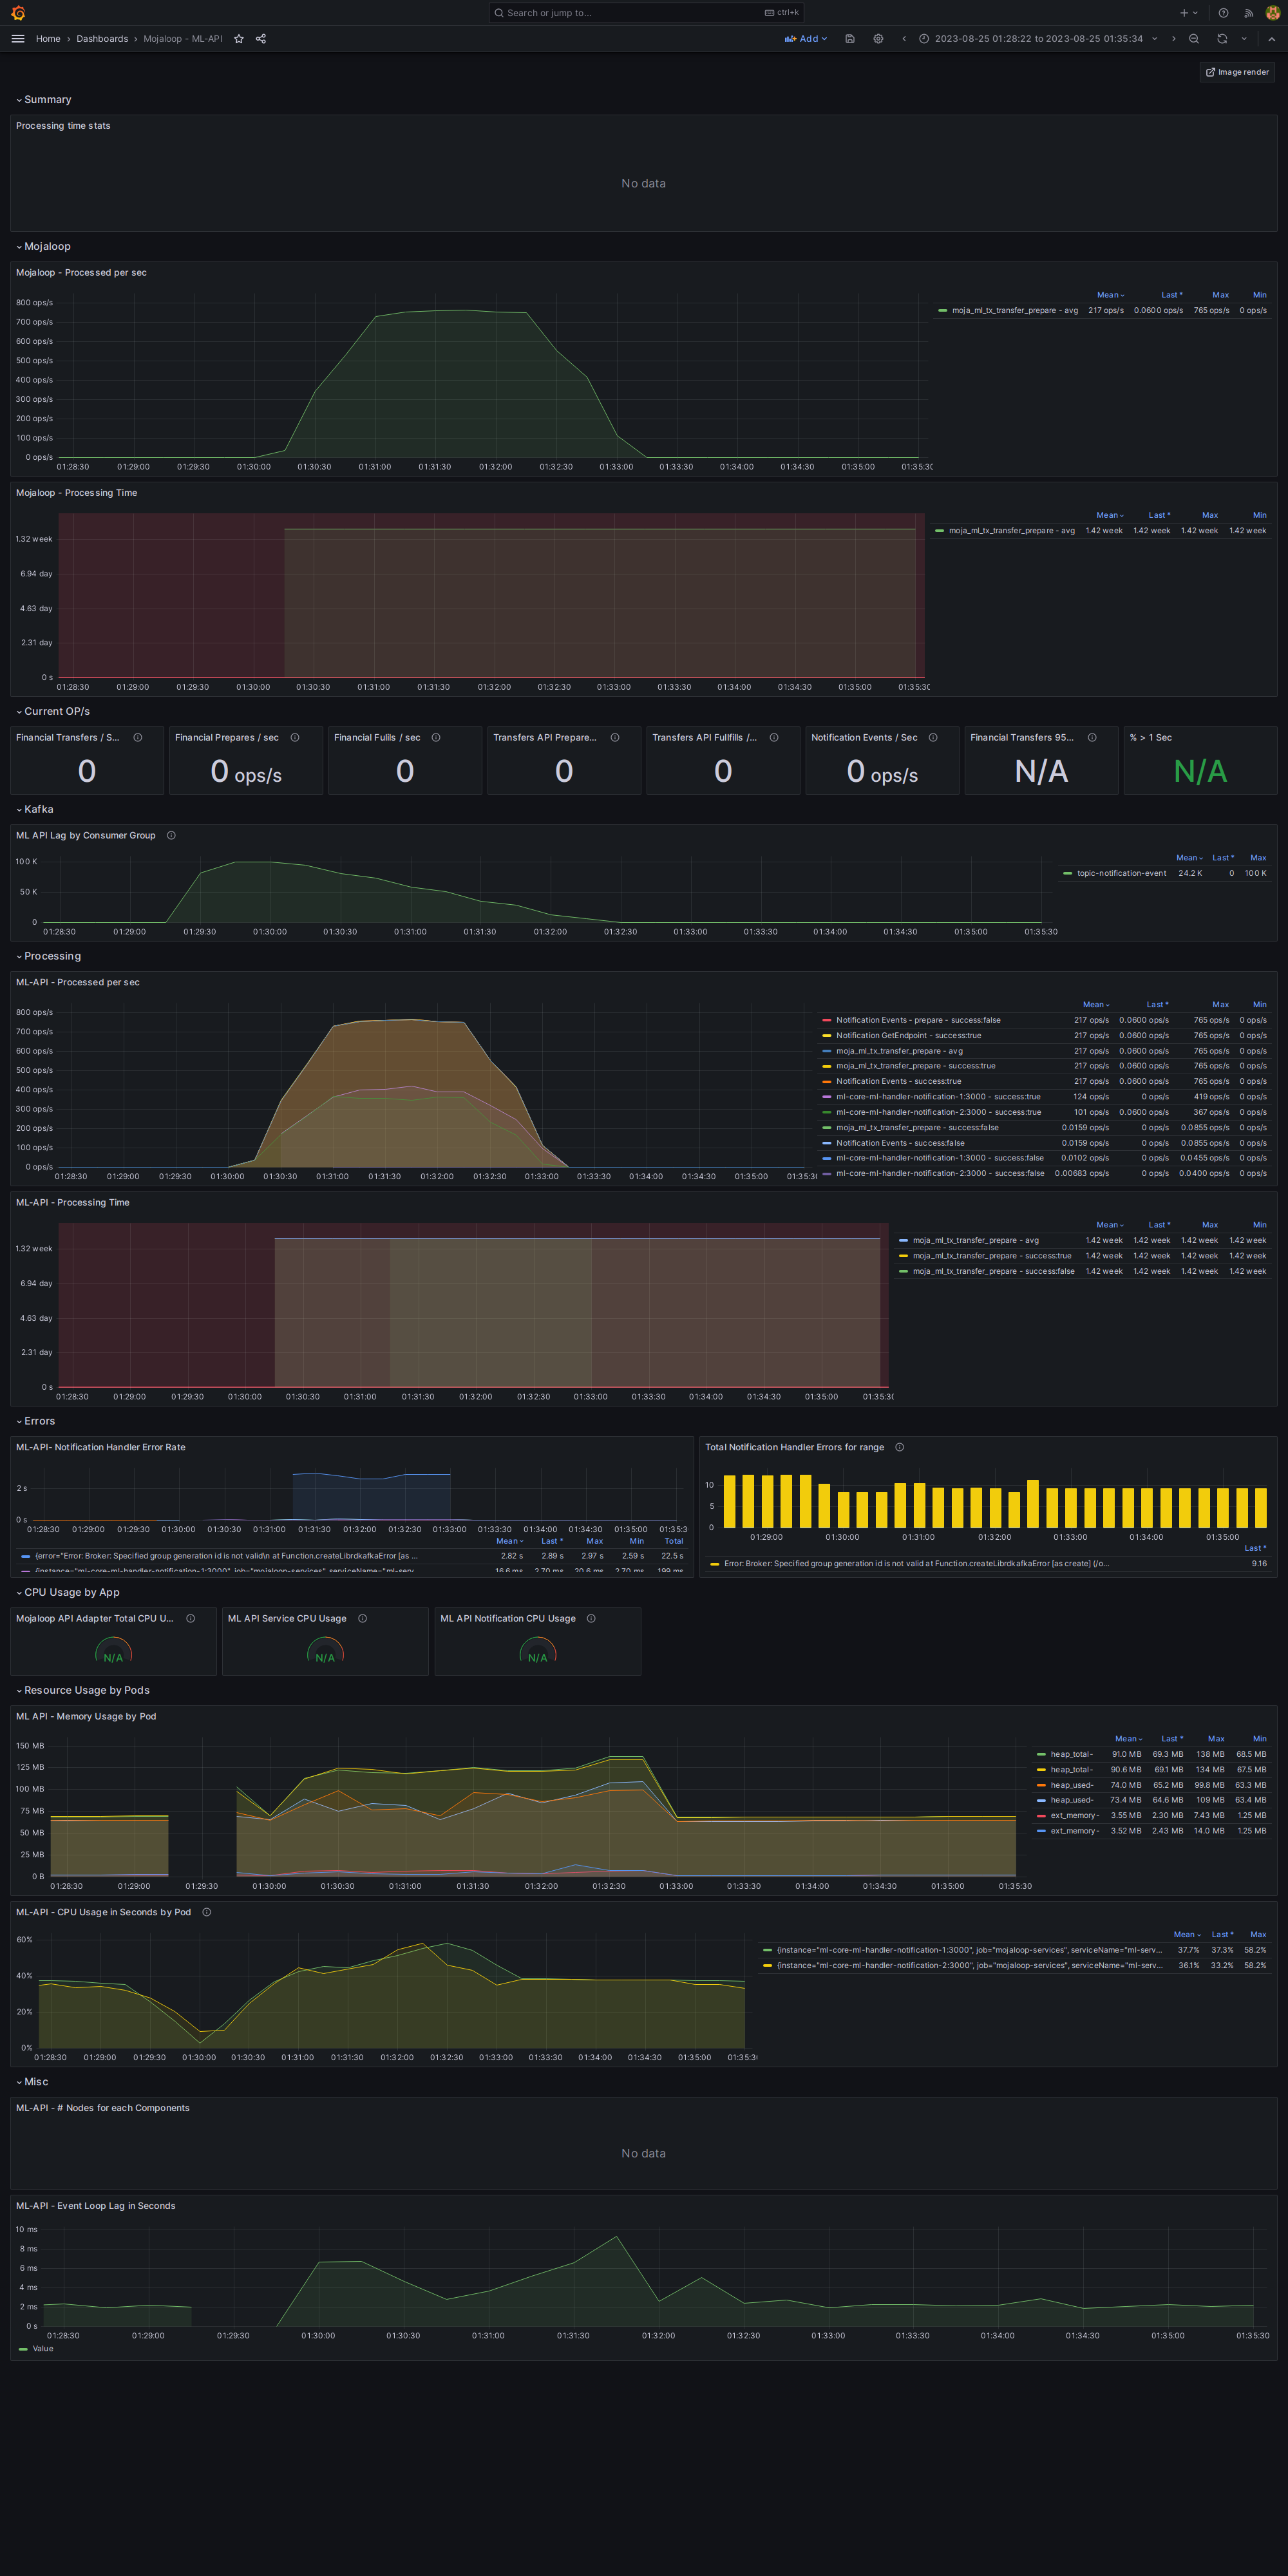 Search or jump to...
ctrl+k
Home › Dashboards › Mojaloop - ML-API
Add
2023-08-25 01:28:22 to 2023-08-25 01:35:34
Image render
Summary
Processing time stats
No data
Mojaloop
Mojaloop - Processed per sec
800 ops/s
700 ops/s
600 ops/s
500 ops/s
400 ops/s
300 ops/s
200 ops/s
100 ops/s
0 ops/s
01:28:30 01:29:00 01:29:30 01:30:00 01:30:30 01:31:00 01:31:30 01:32:00 01:32:30 01:33:00 01:33:30 01:34:00 01:34:30 01:35:00 01:35:30
Mean Last * Max Min
moja_ml_tx_transfer_prepare - avg 217 ops/s 0.0600 ops/s 765 ops/s 0 ops/s
Mojaloop - Processing Time
1.32 week
6.94 day
4.63 day
2.31 day
0 s
01:28:30 01:29:00 01:29:30 01:30:00 01:30:30 01:31:00 01:31:30 01:32:00 01:32:30 01:33:00 01:33:30 01:34:00 01:34:30 01:35:00 01:35:30
Mean Last * Max Min
moja_ml_tx_transfer_prepare - avg 1.42 week 1.42 week 1.42 week 1.42 week
Current OP/s
Financial Transfers / S...
0
Financial Prepares / sec
0 ops/s
Financial Fulils / sec
0
Transfers API Prepare...
0
Transfers API Fullfills /...
0
Notification Events / Sec
0 ops/s
Financial Transfers 95...
N/A
% > 1 Sec
N/A
Kafka
ML API Lag by Consumer Group
100 K
50 K
0
01:28:30 01:29:00 01:29:30 01:30:00 01:30:30 01:31:00 01:31:30 01:32:00 01:32:30 01:33:00 01:33:30 01:34:00 01:34:30 01:35:00 01:35:30
Mean Last * Max
topic-notification-event 24.2 K 0 100 K
Processing
ML-API - Processed per sec
800 ops/s
700 ops/s
600 ops/s
500 ops/s
400 ops/s
300 ops/s
200 ops/s
100 ops/s
0 ops/s
01:28:30 01:29:00 01:29:30 01:30:00 01:30:30 01:31:00 01:31:30 01:32:00 01:32:30 01:33:00 01:33:30 01:34:00 01:34:30 01:35:00 01:35:30
Mean Last * Max Min
Notification Events - prepare - success:false 217 ops/s 0.0600 ops/s 765 ops/s 0 ops/s
Notification GetEndpoint - success:true 217 ops/s 0.0600 ops/s 765 ops/s 0 ops/s
moja_ml_tx_transfer_prepare - avg 217 ops/s 0.0600 ops/s 765 ops/s 0 ops/s
moja_ml_tx_transfer_prepare - success:true 217 ops/s 0.0600 ops/s 765 ops/s 0 ops/s
Notification Events - success:true 217 ops/s 0.0600 ops/s 765 ops/s 0 ops/s
ml-core-ml-handler-notification-1:3000 - success:true 124 ops/s 0 ops/s 419 ops/s 0 ops/s
ml-core-ml-handler-notification-2:3000 - success:true 101 ops/s 0.0600 ops/s 367 ops/s 0 ops/s
moja_ml_tx_transfer_prepare - success:false 0.0159 ops/s 0 ops/s 0.0855 ops/s 0 ops/s
Notification Events - success:false 0.0159 ops/s 0 ops/s 0.0855 ops/s 0 ops/s
ml-core-ml-handler-notification-1:3000 - success:false 0.0102 ops/s 0 ops/s 0.0455 ops/s 0 ops/s
ml-core-ml-handler-notification-2:3000 - success:false 0.00683 ops/s 0 ops/s 0.0400 ops/s 0 ops/s
ML-API - Processing Time
1.32 week
6.94 day
4.63 day
2.31 day
0 s
01:28:30 01:29:00 01:29:30 01:30:00 01:30:30 01:31:00 01:31:30 01:32:00 01:32:30 01:33:00 01:33:30 01:34:00 01:34:30 01:35:00 01:35:30
Mean Last * Max Min
moja_ml_tx_transfer_prepare - avg 1.42 week 1.42 week 1.42 week 1.42 week
moja_ml_tx_transfer_prepare - success:true 1.42 week 1.42 week 1.42 week 1.42 week
moja_ml_tx_transfer_prepare - success:false 1.42 week 1.42 week 1.42 week 1.42 week
Errors
ML-API- Notification Handler Error Rate
2 s
0 s
01:28:30 01:29:00 01:29:30 01:30:00 01:30:30 01:31:00 01:31:30 01:32:00 01:32:30 01:33:00 01:33:30 01:34:00 01:34:30 01:35:00 01:35:3
Mean Last * Max Min Total
{error="Error: Broker: Specified group generation id is not valid\n at Function.createLibrdkafkaError [as ... 2.82 s 2.89 s 2.97 s 2.59 s 22.5 s
{instance="ml-core-ml-handler-notification-1:3000", job="mojaloop-services", serviceName="ml-serv... 16.6 ms 2.70 ms 20.6 ms 2.70 ms 199 ms
Total Notification Handler Errors for range
10
5
0
01:29:00 01:30:00 01:31:00 01:32:00 01:33:00 01:34:00 01:35:00
Last *
Error: Broker: Specified group generation id is not valid at Function.createLibrdkafkaError [as create] (/o... 9.16
CPU Usage by App
Mojaloop API Adapter Total CPU U...
N/A
ML API Service CPU Usage
N/A
ML API Notification CPU Usage
N/A
Resource Usage by Pods
ML API - Memory Usage by Pod
150 MB
125 MB
100 MB
75 MB
50 MB
25 MB
0 B
01:28:30 01:29:00 01:29:30 01:30:00 01:30:30 01:31:00 01:31:30 01:32:00 01:32:30 01:33:00 01:33:30 01:34:00 01:34:30 01:35:00 01:35:30
Mean Last * Max Min
heap_total- 91.0 MB 69.3 MB 138 MB 68.5 MB
heap_total- 90.6 MB 69.1 MB 134 MB 67.5 MB
heap_used- 74.0 MB 65.2 MB 99.8 MB 63.3 MB
heap_used- 73.4 MB 64.6 MB 109 MB 63.4 MB
ext_memory- 3.55 MB 2.30 MB 7.43 MB 1.25 MB
ext_memory- 3.52 MB 2.43 MB 14.0 MB 1.25 MB
ML-API - CPU Usage in Seconds by Pod
60%
40%
20%
0%
01:28:30 01:29:00 01:29:30 01:30:00 01:30:30 01:31:00 01:31:30 01:32:00 01:32:30 01:33:00 01:33:30 01:34:00 01:34:30 01:35:00 01:35:30
Mean Last * Max
{instance="ml-core-ml-handler-notification-1:3000", job="mojaloop-services", serviceName="ml-serv... 37.7% 37.3% 58.2%
{instance="ml-core-ml-handler-notification-2:3000", job="mojaloop-services", serviceName="ml-serv... 36.1% 33.2% 58.2%
Misc
ML-API - # Nodes for each Components
No data
ML-API - Event Loop Lag in Seconds
10 ms
8 ms
6 ms
4 ms
2 ms
0 s
01:28:30 01:29:00 01:29:30 01:30:00 01:30:30 01:31:00 01:31:30 01:32:00 01:32:30 01:33:00 01:33:30 01:34:00 01:34:30 01:35:00 01:35:30
Value